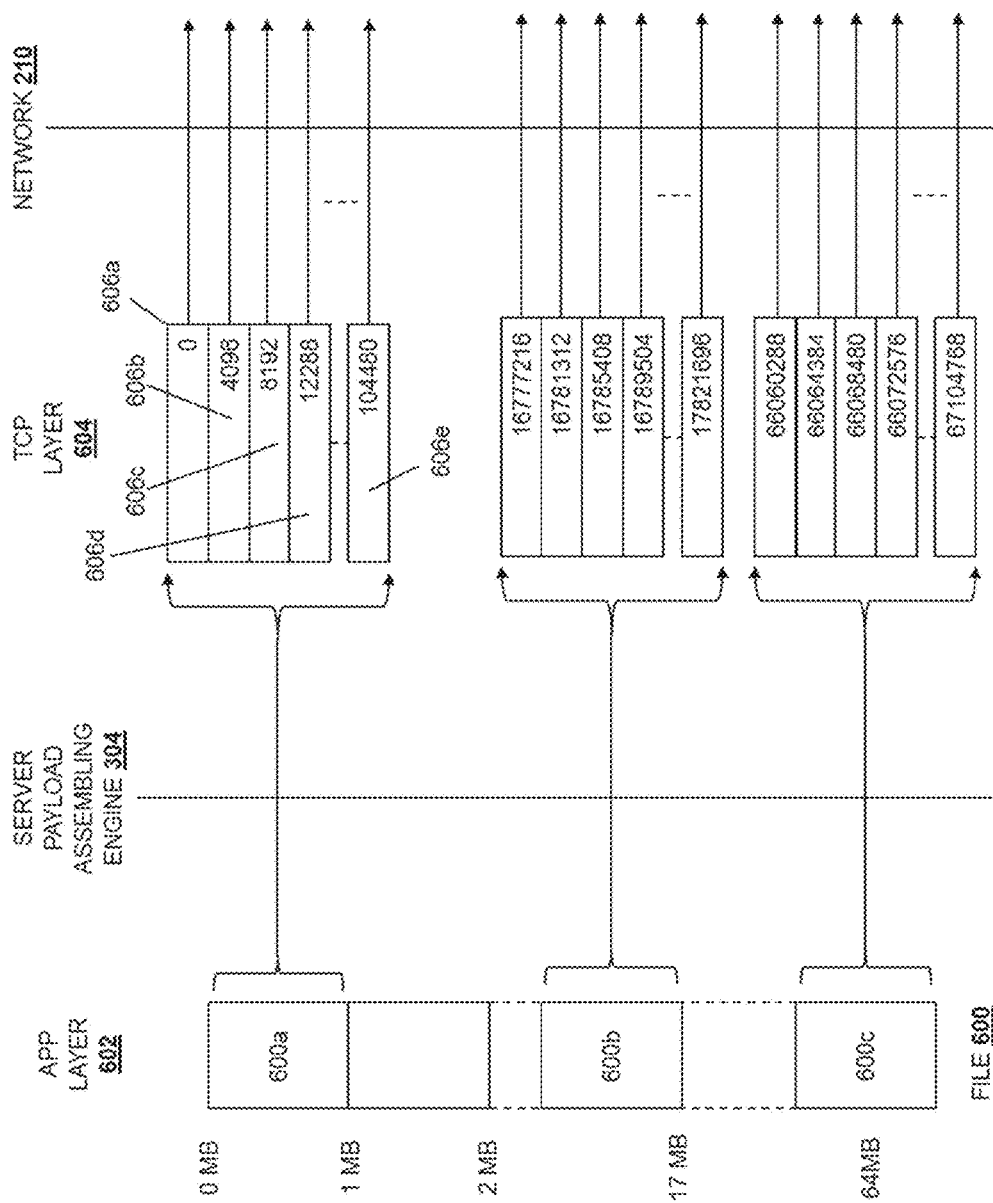 APP
LAYER
602
SERVER
PAYLOAD
ASSEMBLING
ENGINE 304
TCP
LAYER
604
NETWORK 210
0 MB
1 MB
2 MB
17 MB
64MB
600a
600b
600c
FILE 600
606a
606b
606c
606d
606e
0
4096
8192
12288
104480
16777216
16781312
16785408
16789504
17821696
66060288
66064384
66068480
66072576
67104768